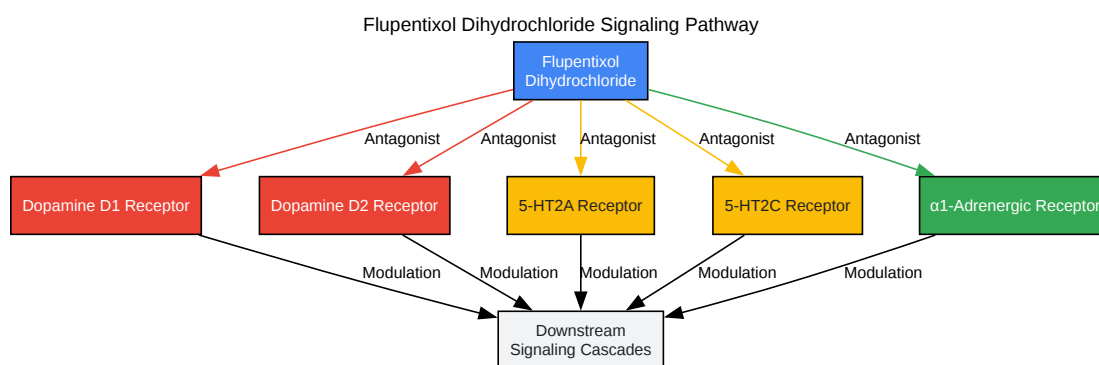 Flupentixol Dihydrochloride Signaling Pathway
Flupentixol
Dihydrochloride
Antagonist
Antagonist
Antagonist
Antagonist
Antagonist
Dopamine D1 Receptor
Dopamine D2 Receptor
5-HT2A Receptor
5-HT2C Receptor
α1-Adrenergic Receptor
Modulation
Modulation
Modulation
Modulation
Modulation
Downstream
Signaling Cascades